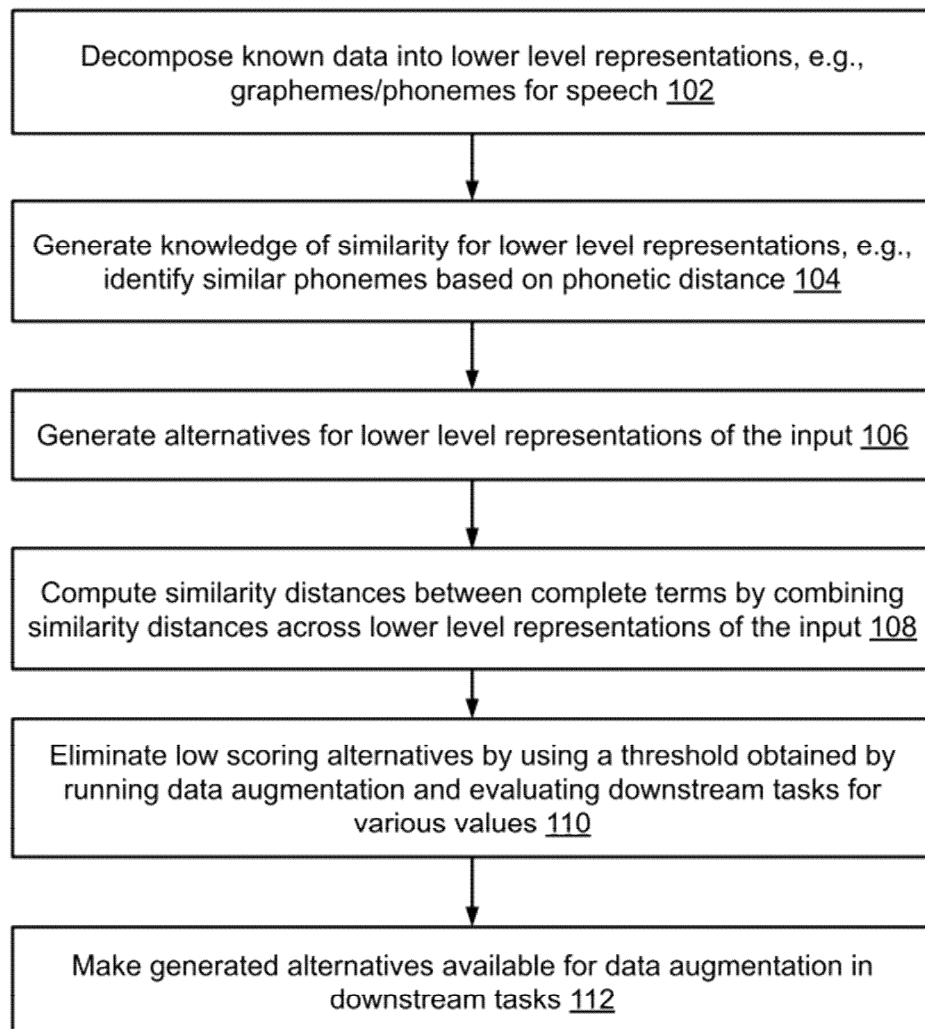 Decompose known data into lower level representations, e.g.,
graphemes/phonemes for speech 102
Generate knowledge of similarity for lower level representations, e.g.,
identify similar phonemes based on phonetic distance 104
Generate alternatives for lower level representations of the input 106
Compute similarity distances between complete terms by combining
similarity distances across lower level representations of the input 108
Eliminate low scoring alternatives by using a threshold obtained by
running data augmentation and evaluating downstream tasks for
various values 110
Make generated alternatives available for data augmentation in
downstream tasks 112